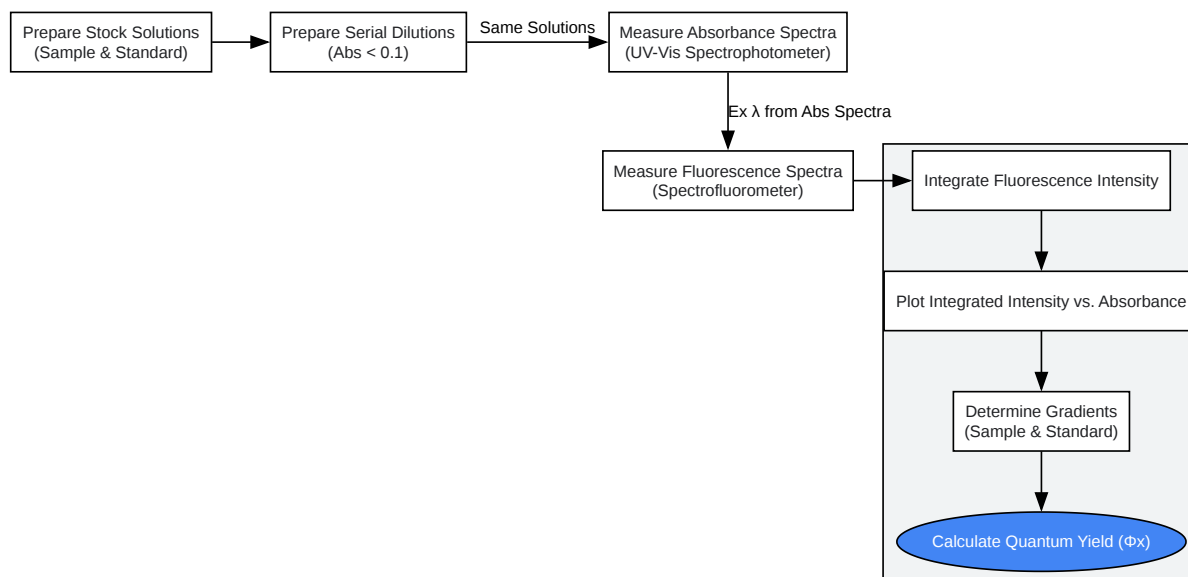 Prepare Stock Solutions
(Sample & Standard)
Prepare Serial Dilutions
(Abs < 0.1)
Same Solutions
Measure Absorbance Spectra
(UV-Vis Spectrophotometer)
Ex λ from Abs Spectra
Measure Fluorescence Spectra
(Spectrofluorometer)
Integrate Fluorescence Intensity
Plot Integrated Intensity vs. Absorbance
Determine Gradients
(Sample & Standard)
Calculate Quantum Yield (Φx)